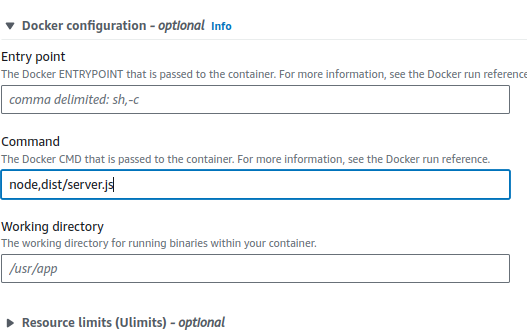 Docker configuration – optional Info
Entry point
The Docker ENTRYPOINT that is passed to the container. For more information, see the Docker run reference
comma delimited: sh,-c
Command
The Docker CMD that is passed to the container. For more information, see the Docker run reference.
node,dist/server.js
Working directory
The working directory for running binaries within your container.
/usr/app
Resource limits (Ulimits) – optional